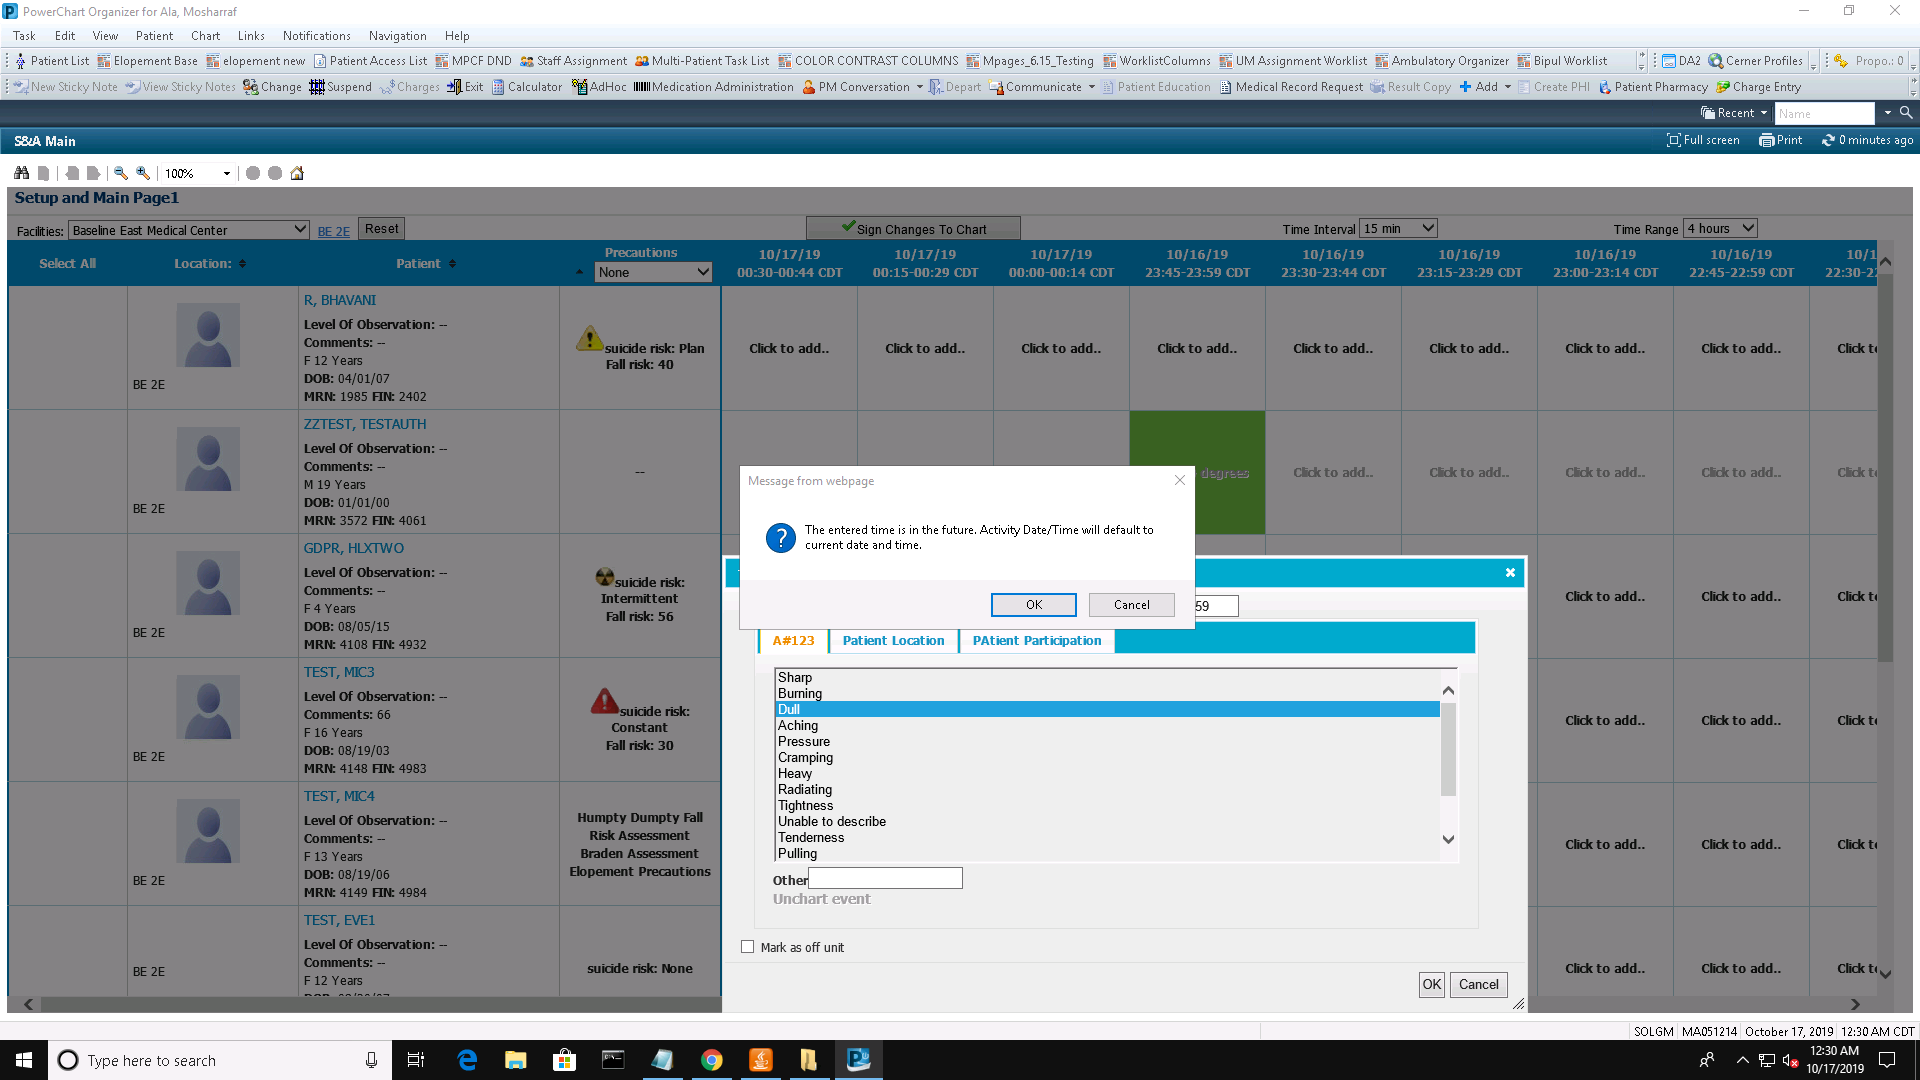 PowerChart Organizer for Ala, Mosharraf
Task Edit View Patient Chart Links Notifications Navigation Help
Patient List Elopement Base elopement new Patient Access List MPCF DND Staff Assignment Multi-Patient Task List COLOR CONTRAST COLUMNS Mpages_6.15_Testing WorklistColumns UM Assignment Worklist Ambulatory Organizer Bipul Worklist DA2 Cerner Profiles Propo.: 0
New Sticky Note View Sticky Notes Change Suspend Charges Exit Calculator AdHoc Medication Administration PM Conversation Depart Communicate Patient Education Medical Record Request Result Copy Add Create PHI Patient Pharmacy Charge Entry
Recent Name
S&A Main Full screen Print 0 minutes ago
100%
Setup and Main Page1
Facilities: Baseline East Medical Center BE 2E Reset Sign Changes To Chart Time Interval 15 min Time Range 4 hours
Select All Location: Patient Precautions None
10/17/19 10/17/19 10/17/19 10/16/19 10/16/19 10/16/19 10/16/19 10/16/19 10/1
00:30-00:44 CDT 00:15-00:29 CDT 00:00-00:14 CDT 23:45-23:59 CDT 23:30-23:44 CDT 23:15-23:29 CDT 23:00-23:14 CDT 22:45-22:59 CDT 22:30-2
R, BHAVANI
Level Of Observation: --
Comments: --
F 12 Years
DOB: 04/01/07
MRN: 1985 FIN: 2402
BE 2E
suicide risk: Plan
Fall risk: 40
Click to add.. Click to add.. Click to add.. Click to add.. Click to add.. Click to add.. Click to add.. Click to add.. Click t
ZZTEST, TESTAUTH
Level Of Observation: --
Comments: --
M 19 Years
DOB: 01/01/00
MRN: 3572 FIN: 4061
BE 2E
--
degrees Click to add.. Click to add.. Click to add.. Click to add.. Click t
GDPR, HLXTWO
Level Of Observation: --
Comments: --
F 4 Years
DOB: 08/05/15
MRN: 4108 FIN: 4932
BE 2E
suicide risk:
Intermittent
Fall risk: 56
Click to add.. Click to add.. Click t
TEST, MIC3
Level Of Observation: --
Comments: 66
F 16 Years
DOB: 08/19/03
MRN: 4148 FIN: 4983
BE 2E
suicide risk:
Constant
Fall risk: 30
Click to add.. Click to add.. Click t
TEST, MIC4
Level Of Observation: --
Comments: --
F 13 Years
DOB: 08/19/06
MRN: 4149 FIN: 4984
BE 2E
Humpty Dumpty Fall
Risk Assessment
Braden Assessment
Elopement Precautions
Click to add.. Click to add.. Click t
TEST, EVE1
Level Of Observation: --
Comments: --
F 12 Years
BE 2E
suicide risk: None
Click to add.. Click to add.. Click t
Message from webpage
The entered time is in the future. Activity Date/Time will default to
current date and time.
OK Cancel
59
A#123 Patient Location PAtient Participation
Sharp
Burning
Dull
Aching
Pressure
Cramping
Heavy
Radiating
Tightness
Unable to describe
Tenderness
Pulling
Other
Unchart event
Mark as off unit
OK Cancel
SOLGM MA051214 October 17, 2019 12:30 AM CDT
Type here to search
12:30 AM
10/17/2019